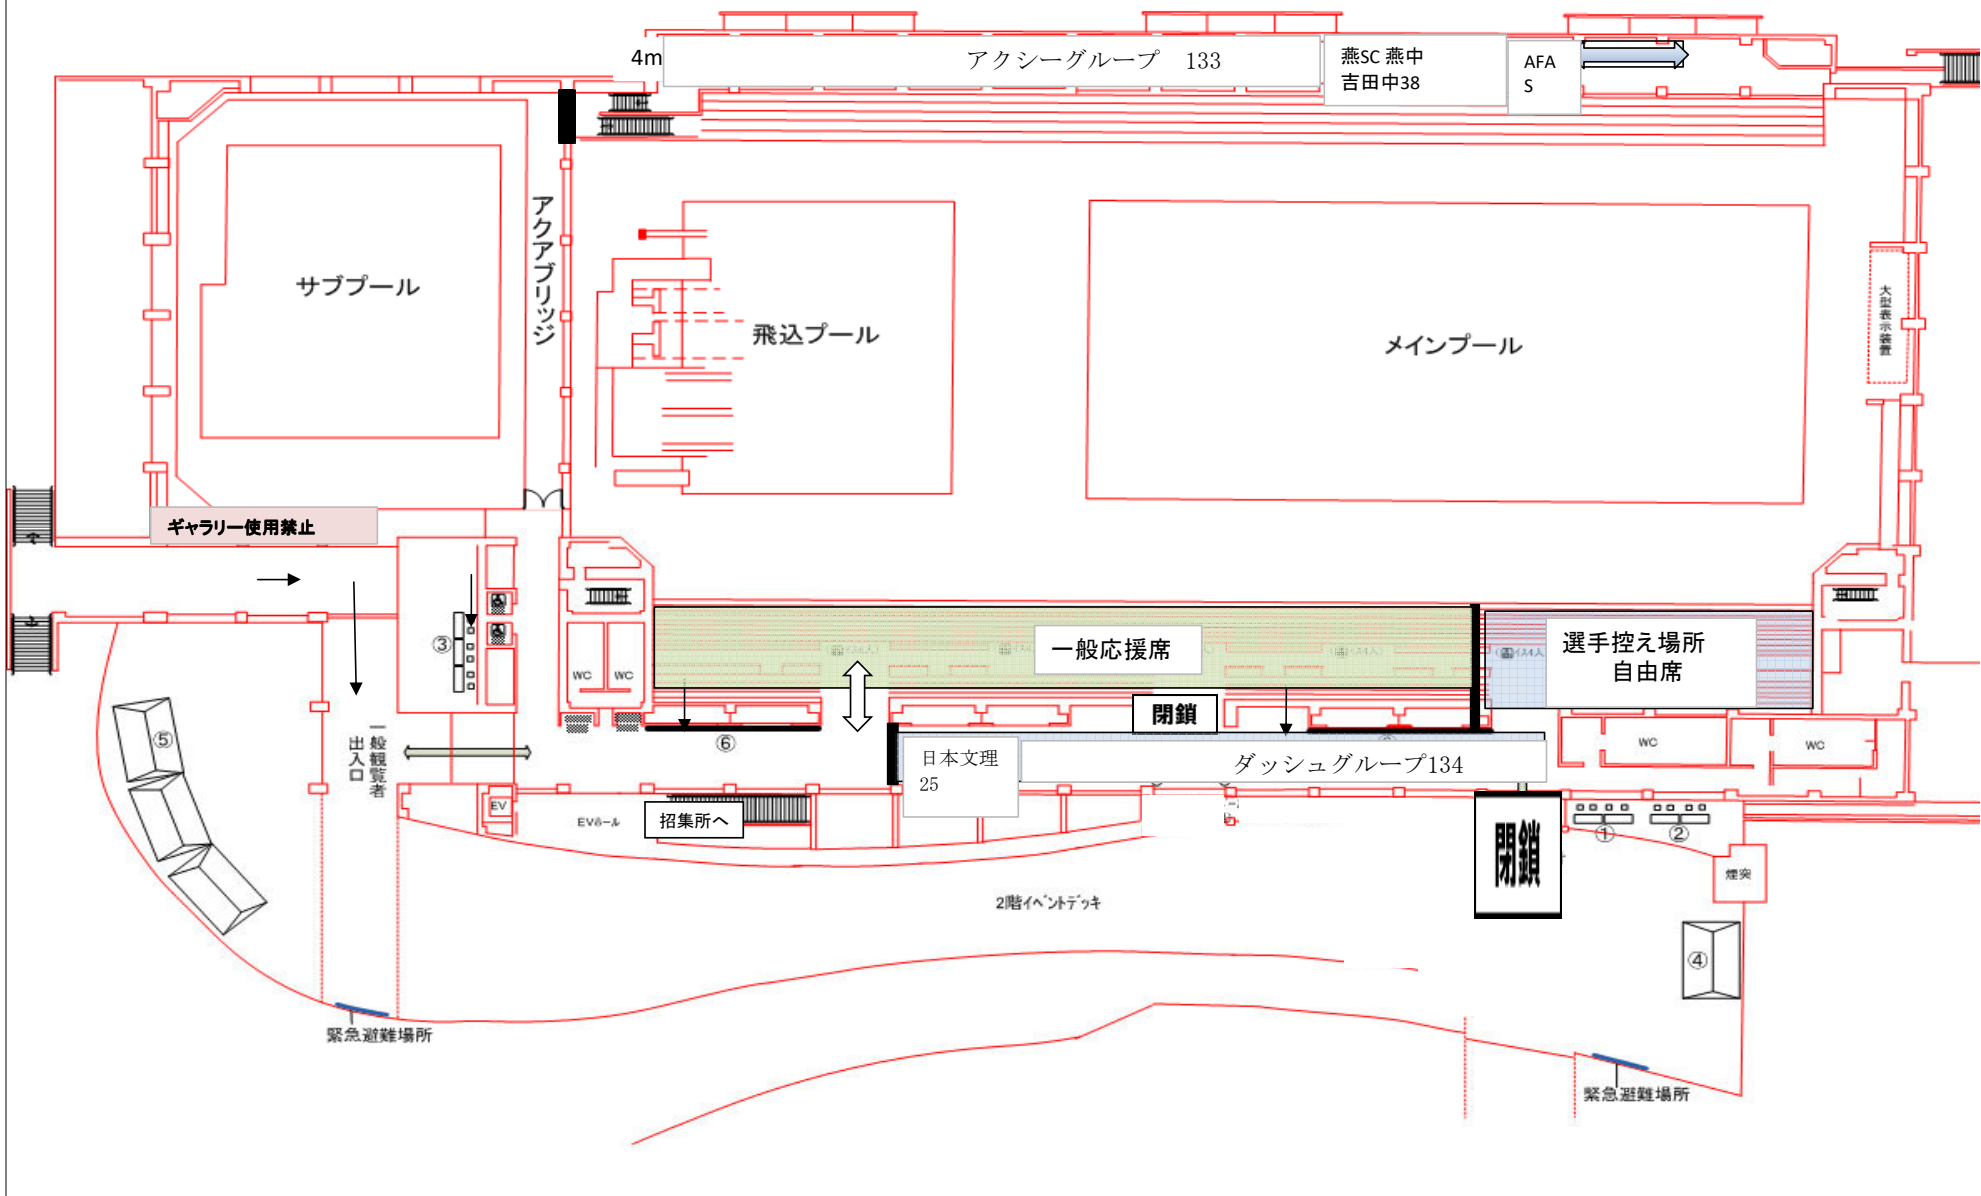 4m
アクシーグループ 133
燕SC 燕中
吉田中38
AFA
S
アクアブリッジ
サブプール
飛込プール
メインプール
大型表示装置
ギャラリー使用禁止
③
WC
WC
一般応援席
選手控え場所
自由席
閉鎖
⑥
⑤
一般観覧者
出入口
日本文理
25
ダッシュグループ134
WC
WC
EV
EVホール
招集所へ
閉鎖
①
②
煙突
2階イベントデッキ
④
緊急避難場所
緊急避難場所